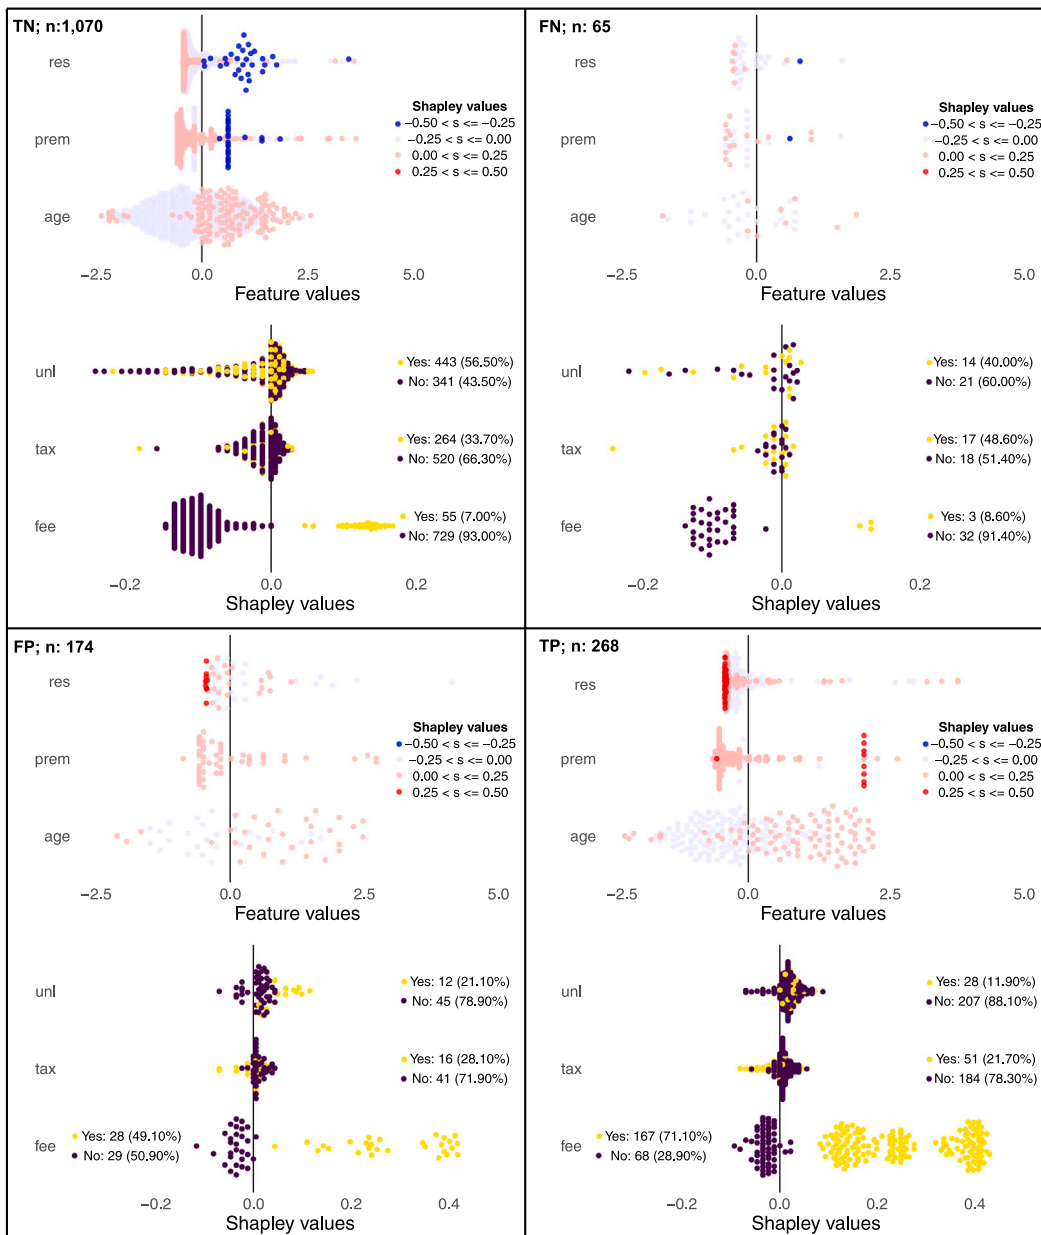 TN; n:1,070
res
prem
age
Shapley values
−0.50 < s <= −0.25
−0.25 < s <= 0.00
0.00 < s <= 0.25
0.25 < s <= 0.50
−2.5 0.0 2.5 5.0
Feature values
unl
Yes: 443 (56.50%)
No: 341 (43.50%)
tax
Yes: 264 (33.70%)
No: 520 (66.30%)
fee
Yes: 55 (7.00%)
No: 729 (93.00%)
−0.2 0.0 0.2
Shapley values
FN; n: 65
res
prem
age
Shapley values
−0.50 < s <= −0.25
−0.25 < s <= 0.00
0.00 < s <= 0.25
0.25 < s <= 0.50
−2.5 0.0 2.5 5.0
Feature values
unl
Yes: 14 (40.00%)
No: 21 (60.00%)
tax
Yes: 17 (48.60%)
No: 18 (51.40%)
fee
Yes: 3 (8.60%)
No: 32 (91.40%)
−0.2 0.0 0.2
Shapley values
FP; n: 174
res
prem
age
Shapley values
−0.50 < s <= −0.25
−0.25 < s <= 0.00
0.00 < s <= 0.25
0.25 < s <= 0.50
−2.5 0.0 2.5 5.0
Feature values
unl
Yes: 12 (21.10%)
No: 45 (78.90%)
tax
Yes: 16 (28.10%)
No: 41 (71.90%)
fee
Yes: 28 (49.10%)
No: 29 (50.90%)
−0.2 0.0 0.2 0.4
Shapley values
TP; n: 268
res
prem
age
Shapley values
−0.50 < s <= −0.25
−0.25 < s <= 0.00
0.00 < s <= 0.25
0.25 < s <= 0.50
−2.5 0.0 2.5 5.0
Feature values
unl
Yes: 28 (11.90%)
No: 207 (88.10%)
tax
Yes: 51 (21.70%)
No: 184 (78.30%)
fee
Yes: 167 (71.10%)
No: 68 (28.90%)
−0.2 0.0 0.2 0.4
Shapley values